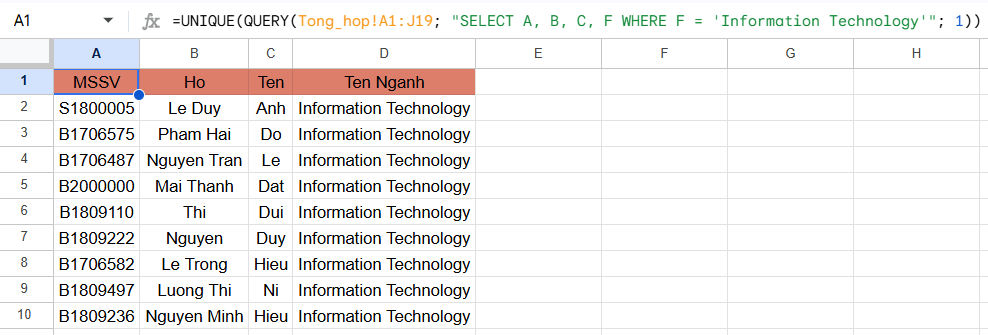 A1 fx =UNIQUE(QUERY(Tong_hop!A1:J19; "SELECT A, B, C, F WHERE F = 'Information Technology'"; 1))
A B C D E F G H
1 MSSV Ho Ten Ten Nganh
2 S1800005 Le Duy Anh Information Technology
3 B1706575 Pham Hai Do Information Technology
4 B1706487 Nguyen Tran Le Information Technology
5 B2000000 Mai Thanh Dat Information Technology
6 B1809110 Thi Dui Information Technology
7 B1809222 Nguyen Duy Information Technology
8 B1706582 Le Trong Hieu Information Technology
9 B1809497 Luong Thi Ni Information Technology
10 B1809236 Nguyen Minh Hieu Information Technology